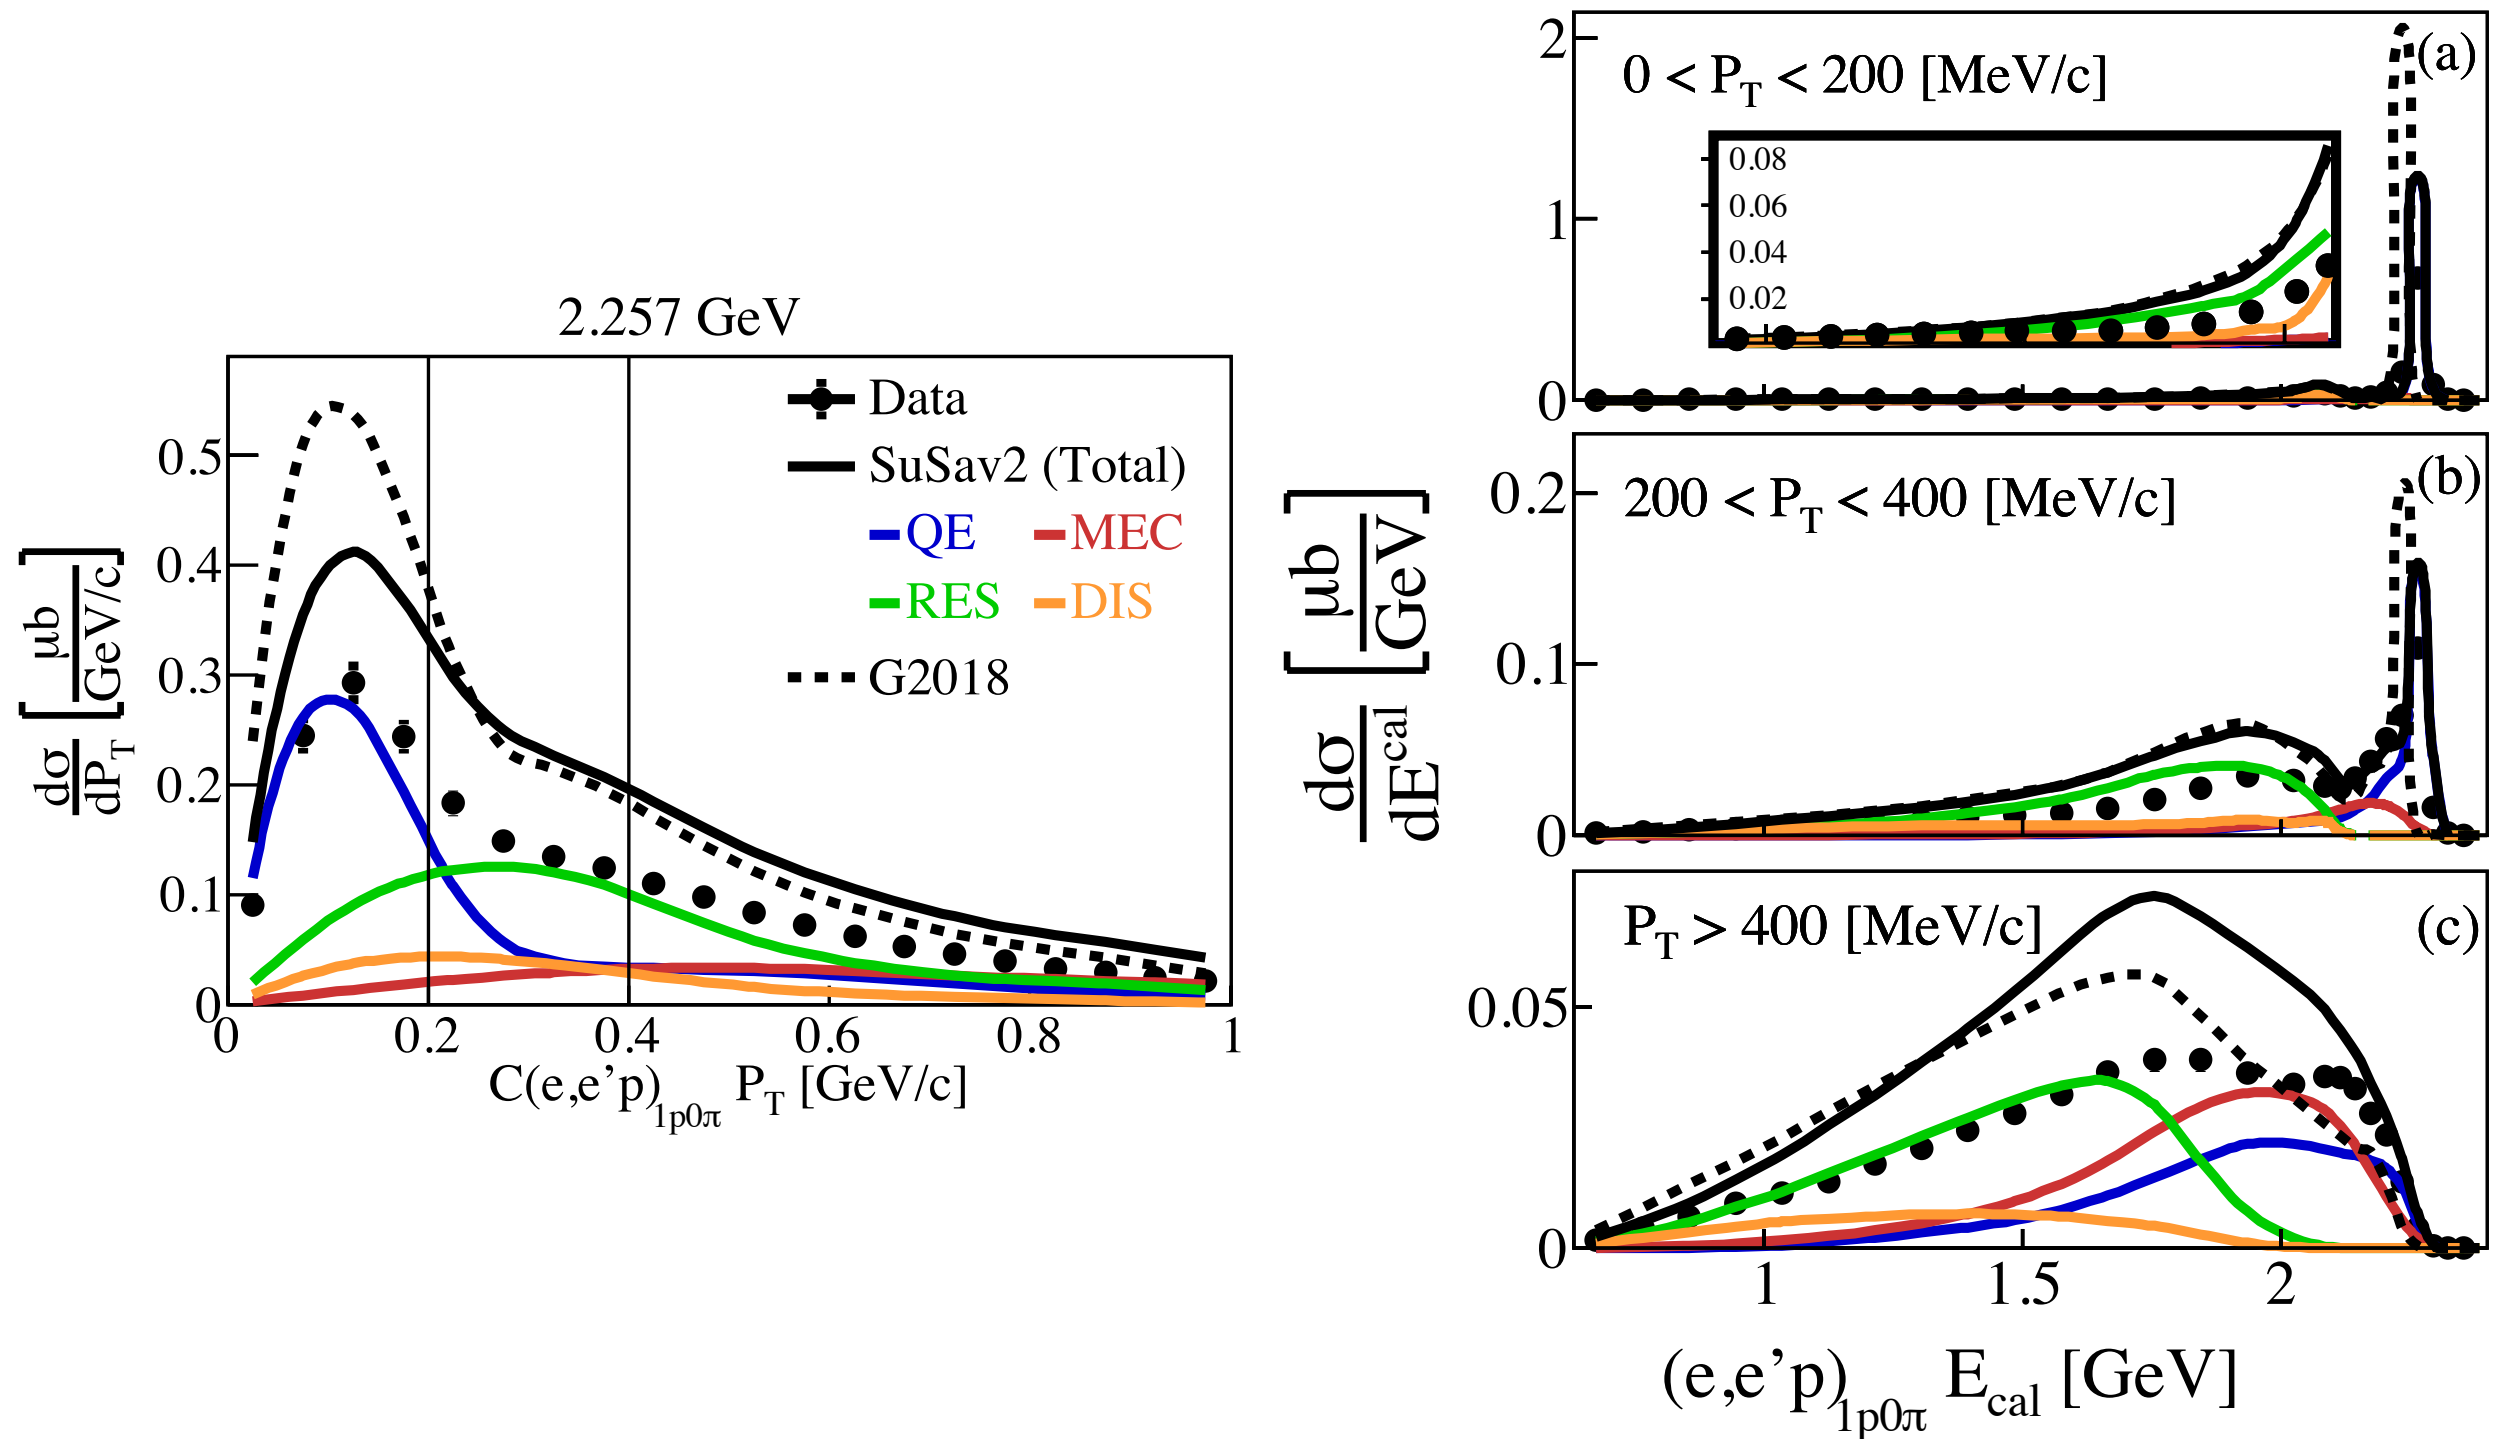 2.257 GeV
Data
SuSav2 (Total)
QE MEC
RES DIS
G2018
dσ/dP_T [μb/GeV/c]
0.5
0.4
0.3
0.2
0.1
0
0 0.2 0.4 0.6 0.8 1
C(e,e'p)_1p0π P_T [GeV/c]
(a)
0 < P_T < 200 [MeV/c]
2
1
0
0.08
0.06
0.04
0.02
(b)
200 < P_T < 400 [MeV/c]
0.2
0.1
0
dσ/dE^cal [μb/GeV]
(c)
P_T > 400 [MeV/c]
0.05
0
1 1.5 2
(e,e'p)_1p0π E_cal [GeV]